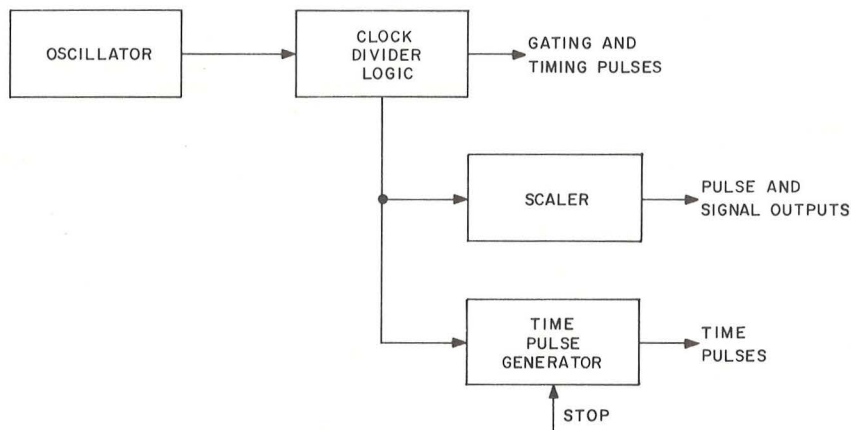 OSCILLATOR
CLOCK
DIVIDER
LOGIC
GATING AND
TIMING PULSES
SCALER
PULSE AND
SIGNAL OUTPUTS
TIME
PULSE
GENERATOR
TIME
PULSES
STOP